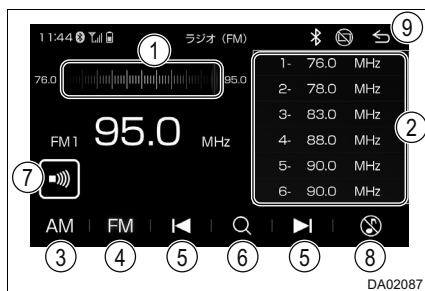 9
11:44 ラジオ (FM)
1
76.0 95.0
1- 76.0 MHz
2- 78.0 MHz
3- 83.0 MHz
4- 88.0 MHz
5- 90.0 MHz
6- 90.0 MHz
2
FM1 95.0 MHz
7
AM FM
3 4 5 6 5 8
DA02087